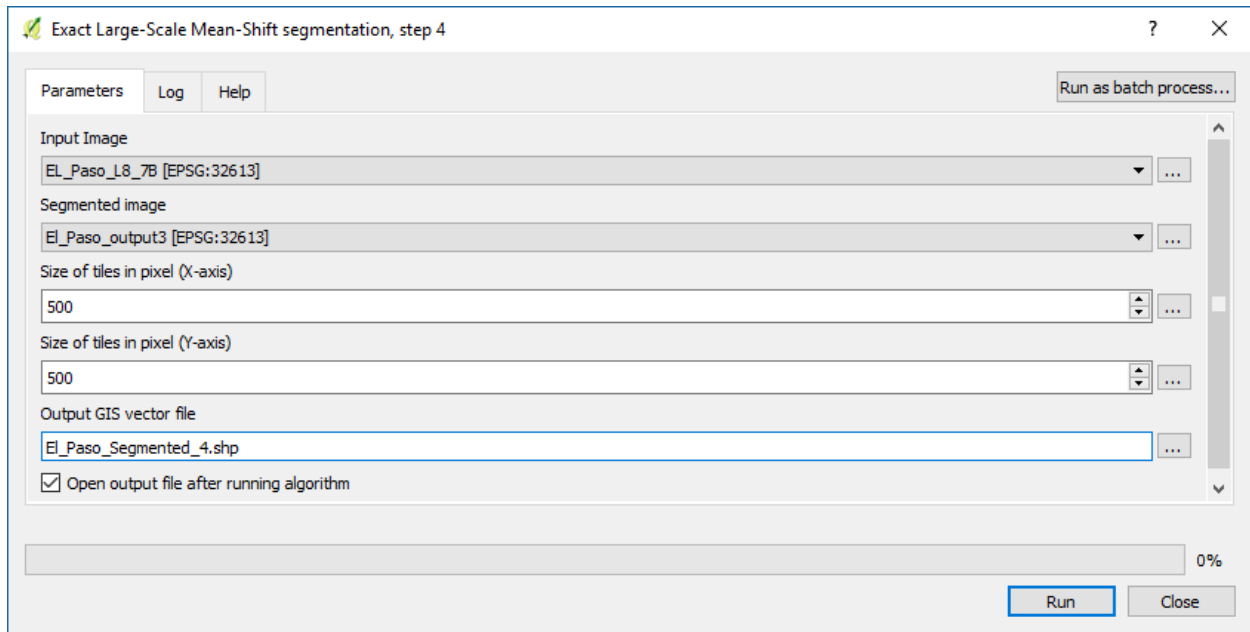 Exact Large-Scale Mean-Shift segmentation, step 4
?
Parameters
Log
Help
Run as batch process...
Input Image
EL_Paso_L8_7B [EPSG:32613]
...
Segmented image
El_Paso_output3 [EPSG:32613]
...
Size of tiles in pixel (X-axis)
500
...
Size of tiles in pixel (Y-axis)
500
...
Output GIS vector file
El_Paso_Segmented_4.shp
...
Open output file after running algorithm
0%
Run
Close